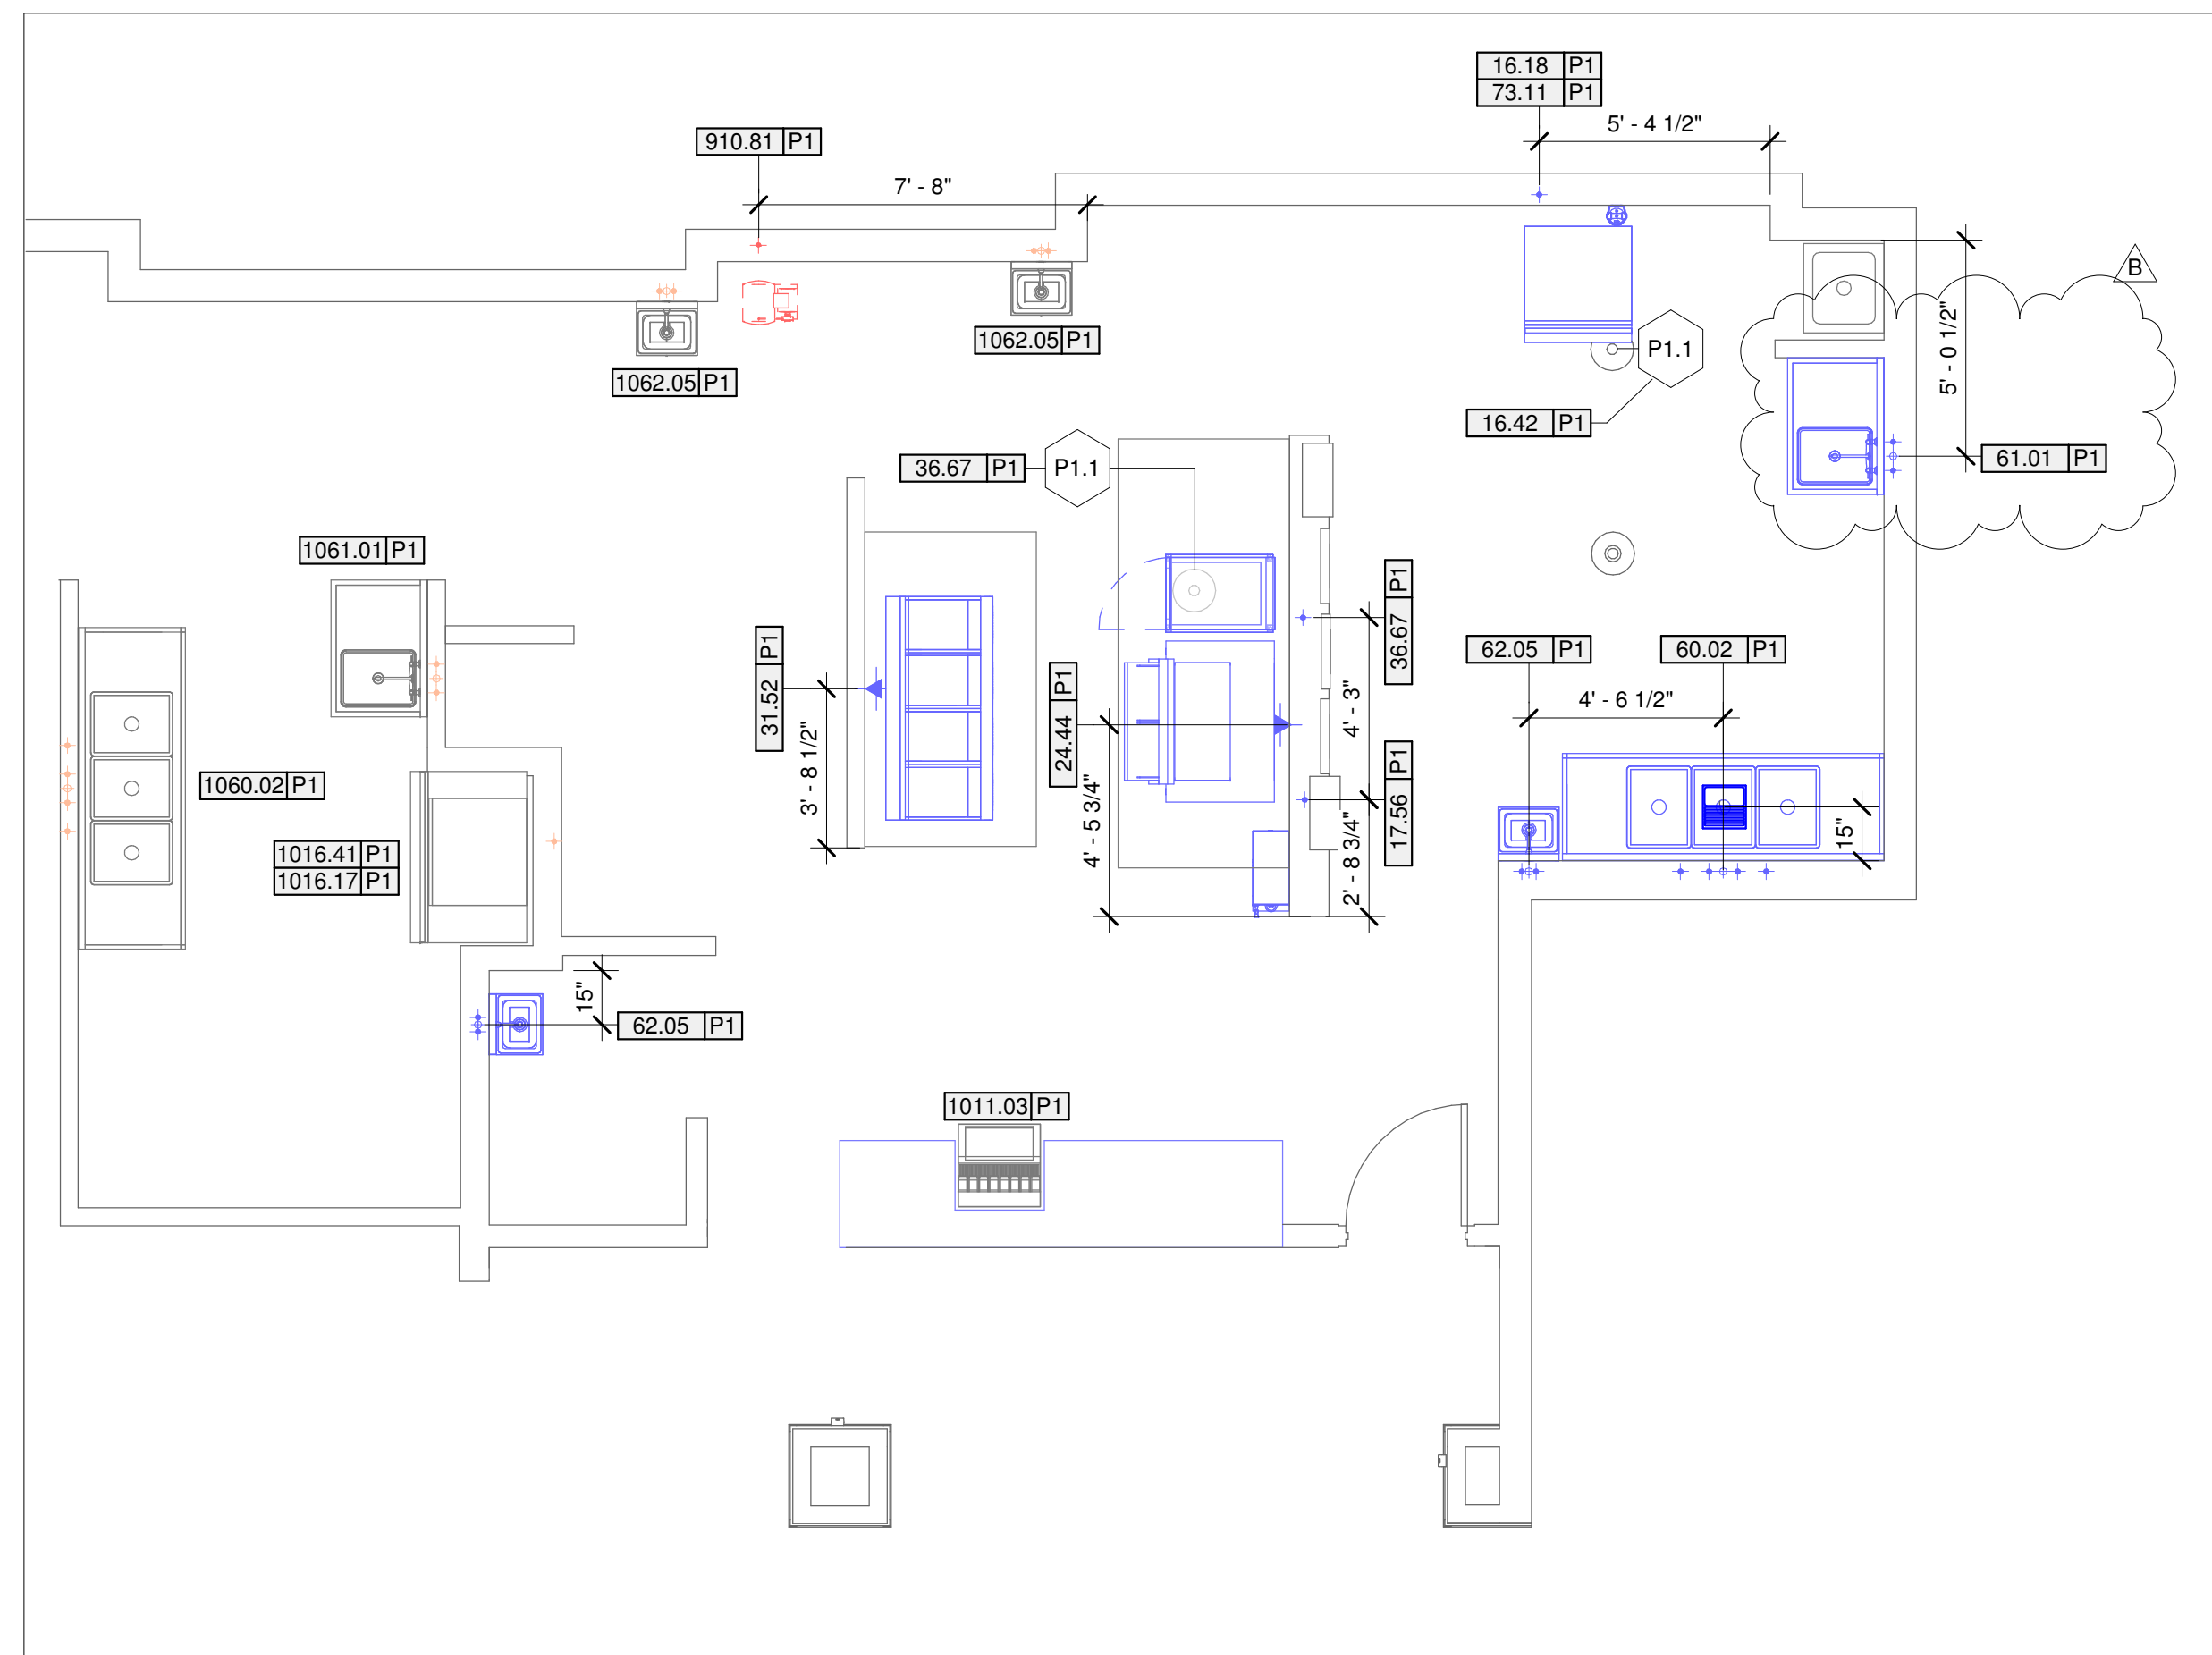 16.18 P1
73.11 P1
5' - 4 1/2"
910.81 P1
7' - 8"
B
5' - 0 1/2"
1062.05 P1
P1.1
1062.05 P1
16.42 P1
36.67 P1
P1.1
61.01 P1
1061.01 P1
36.67 P1
31.52 P1
24.44 P1
62.05 P1
60.02 P1
4' - 3"
4' - 6 1/2"
3' - 8 1/2"
1060.02 P1
17.56 P1
4' - 5 3/4"
15"
1016.41 P1
1016.17 P1
2' - 8 3/4"
15"
62.05 P1
1011.03 P1